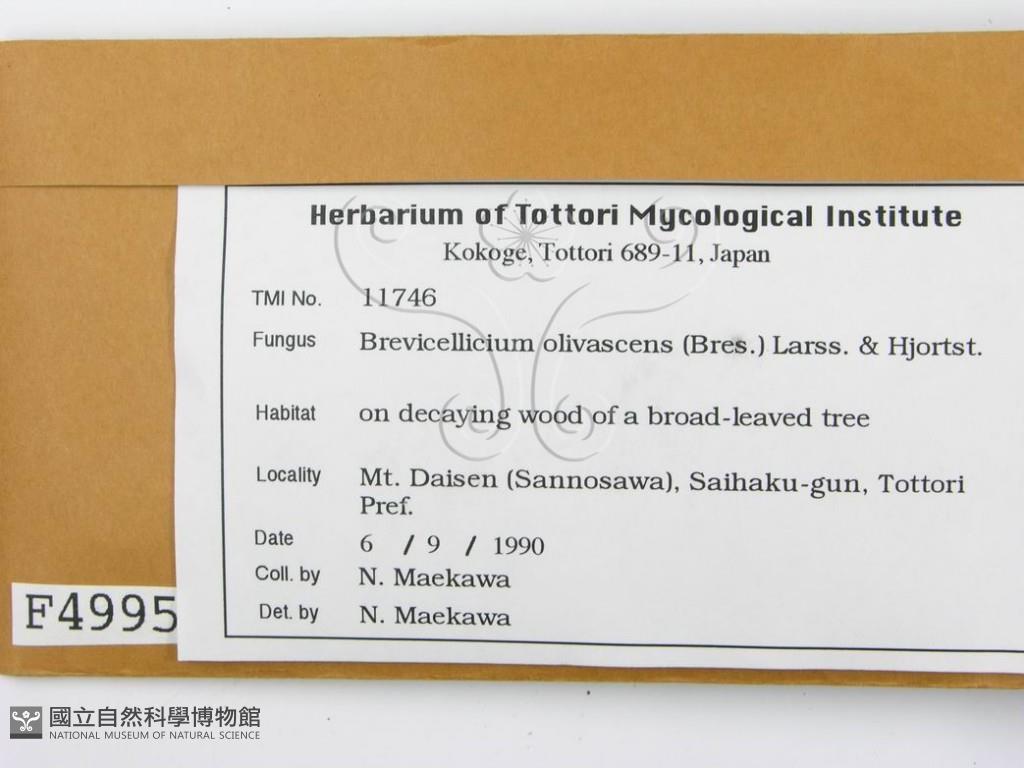 Herbarium of Tottori Mycological Institute
Kokoge, Tottori 689-11, Japan
TMI No. 11746
Fungus Brevicellicium olivascens (Bres.) Larss. & Hjortst.
Habitat on decaying wood of a broad-leaved tree
Locality Mt. Daisen (Sannosawa), Saihaku-gun, Tottori
Pref.
Date 6 / 9 / 1990
Coll. by N. Maekawa
Det. by N. Maekawa
F4995
國立自然科學博物館
NATIONAL MUSEUM OF NATURAL SCIENCE